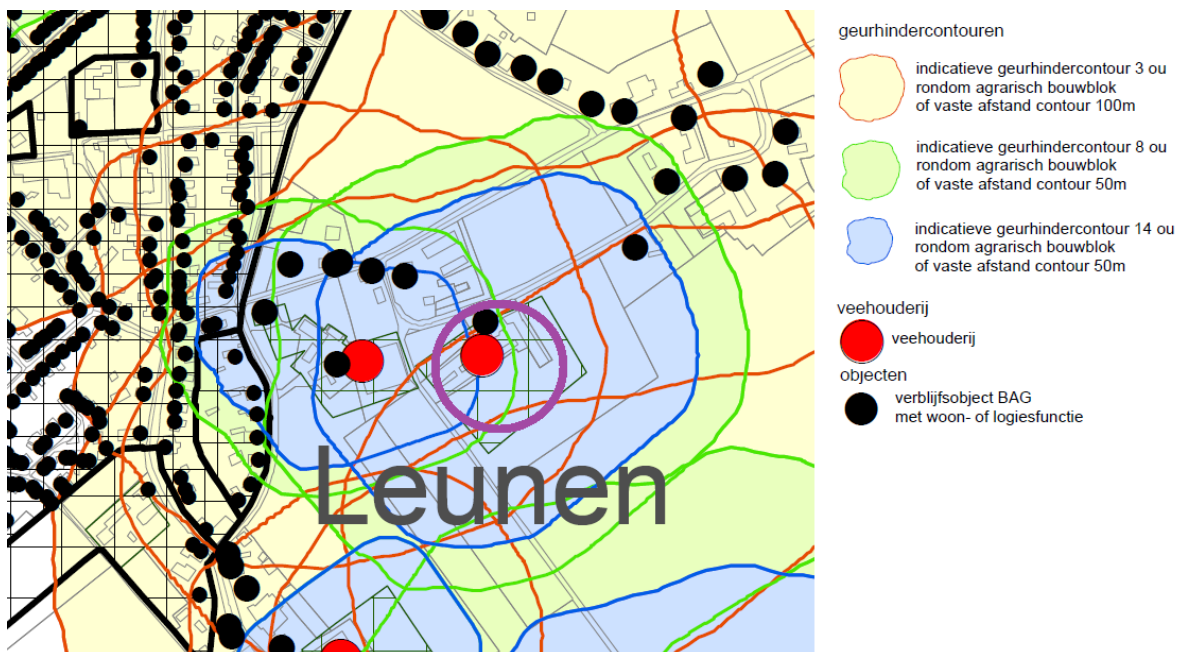 geurhindercontouren
indicatieve geurhindercontour 3 ou
rondom agrarisch bouwblok
of vaste afstand contour 100m
indicatieve geurhindercontour 8 ou
rondom agrarisch bouwblok
of vaste afstand contour 50m
indicatieve geurhindercontour 14 ou
rondom agrarisch bouwblok
of vaste afstand contour 50m
veehouderij
veehouderij
objecten
verblijfsobject BAG
met woon- of logiesfunctie
Leunen